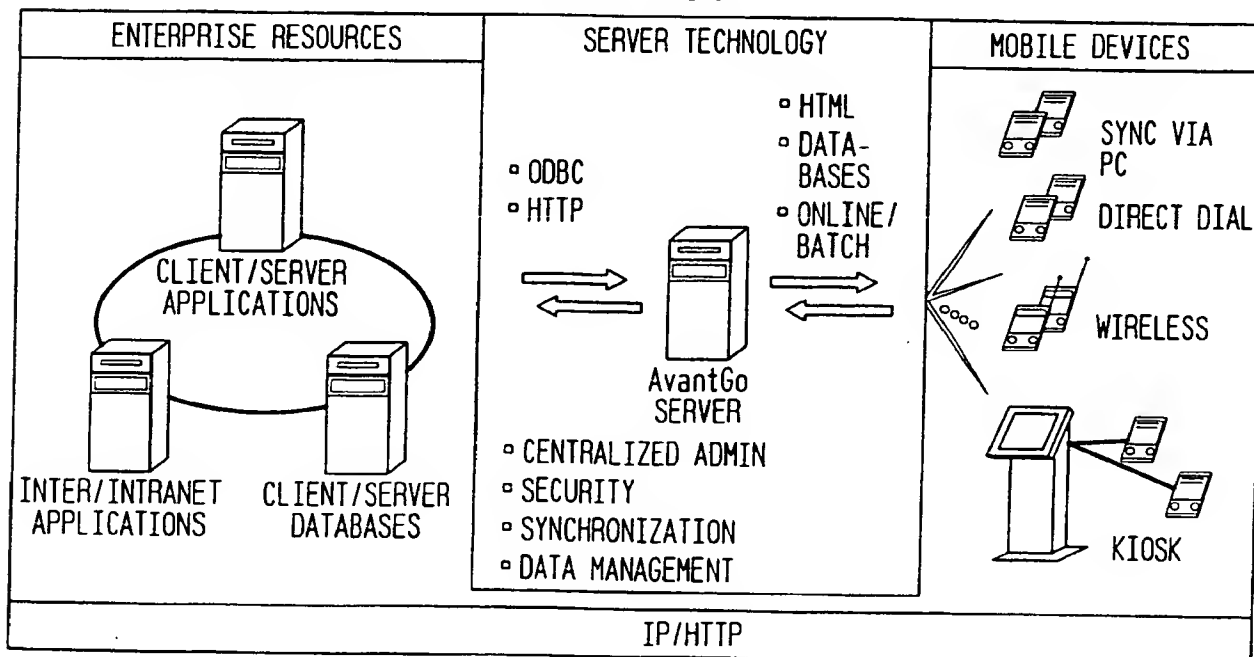 ENTERPRISE RESOURCES
CLIENT/SERVER
APPLICATIONS
INTER/INTRANET
APPLICATIONS
CLIENT/SERVER
DATABASES
SERVER TECHNOLOGY
▫ ODBC
▫ HTTP
▫ HTML
▫ DATA-
BASES
▫ ONLINE/
BATCH
AvantGo
SERVER
▫ CENTRALIZED ADMIN
▫ SECURITY
▫ SYNCHRONIZATION
▫ DATA MANAGEMENT
MOBILE DEVICES
SYNC VIA
PC
DIRECT DIAL
WIRELESS
KIOSK
IP/HTTP